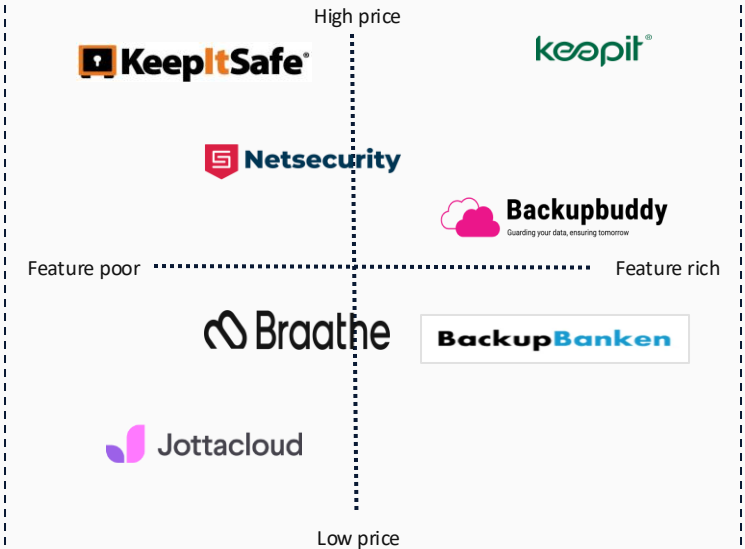 High price
KeepItSafe®
keepit®
Netsecurity
Backupbuddy
Guarding your data, ensuring tomorrow
Feature poor
Feature rich
Braathe
BackupBanken
Jottacloud
Low price